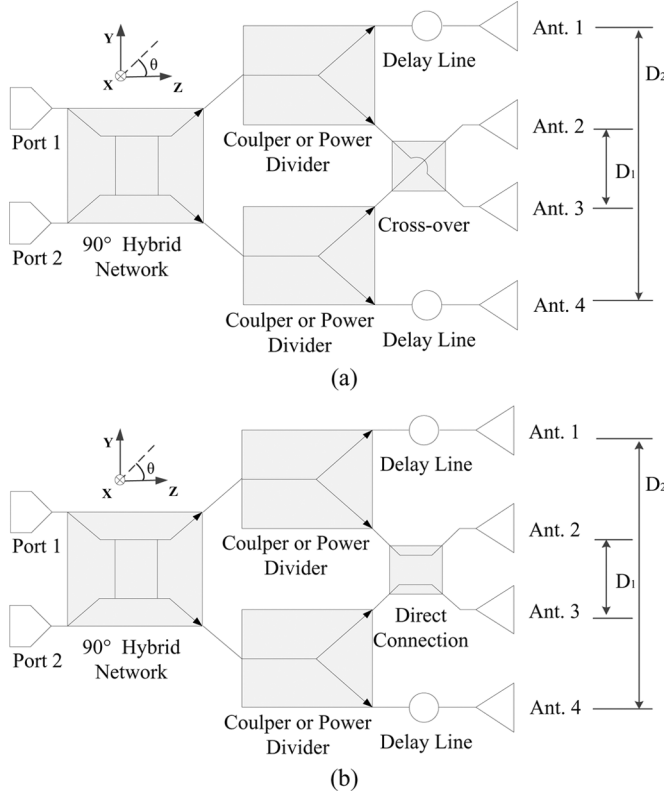 Y
θ
X
Z
Port 1
Port 2
90° Hybrid
Network
Coulper or Power
Divider
Coulper or Power
Divider
Delay Line
Cross-over
Delay Line
Ant. 1
Ant. 2
Ant. 3
Ant. 4
D1
D2
(a)
Y
θ
X
Z
Port 1
Port 2
90° Hybrid
Network
Coulper or Power
Divider
Coulper or Power
Divider
Delay Line
Direct
Connection
Delay Line
Ant. 1
Ant. 2
Ant. 3
Ant. 4
D1
D2
(b)